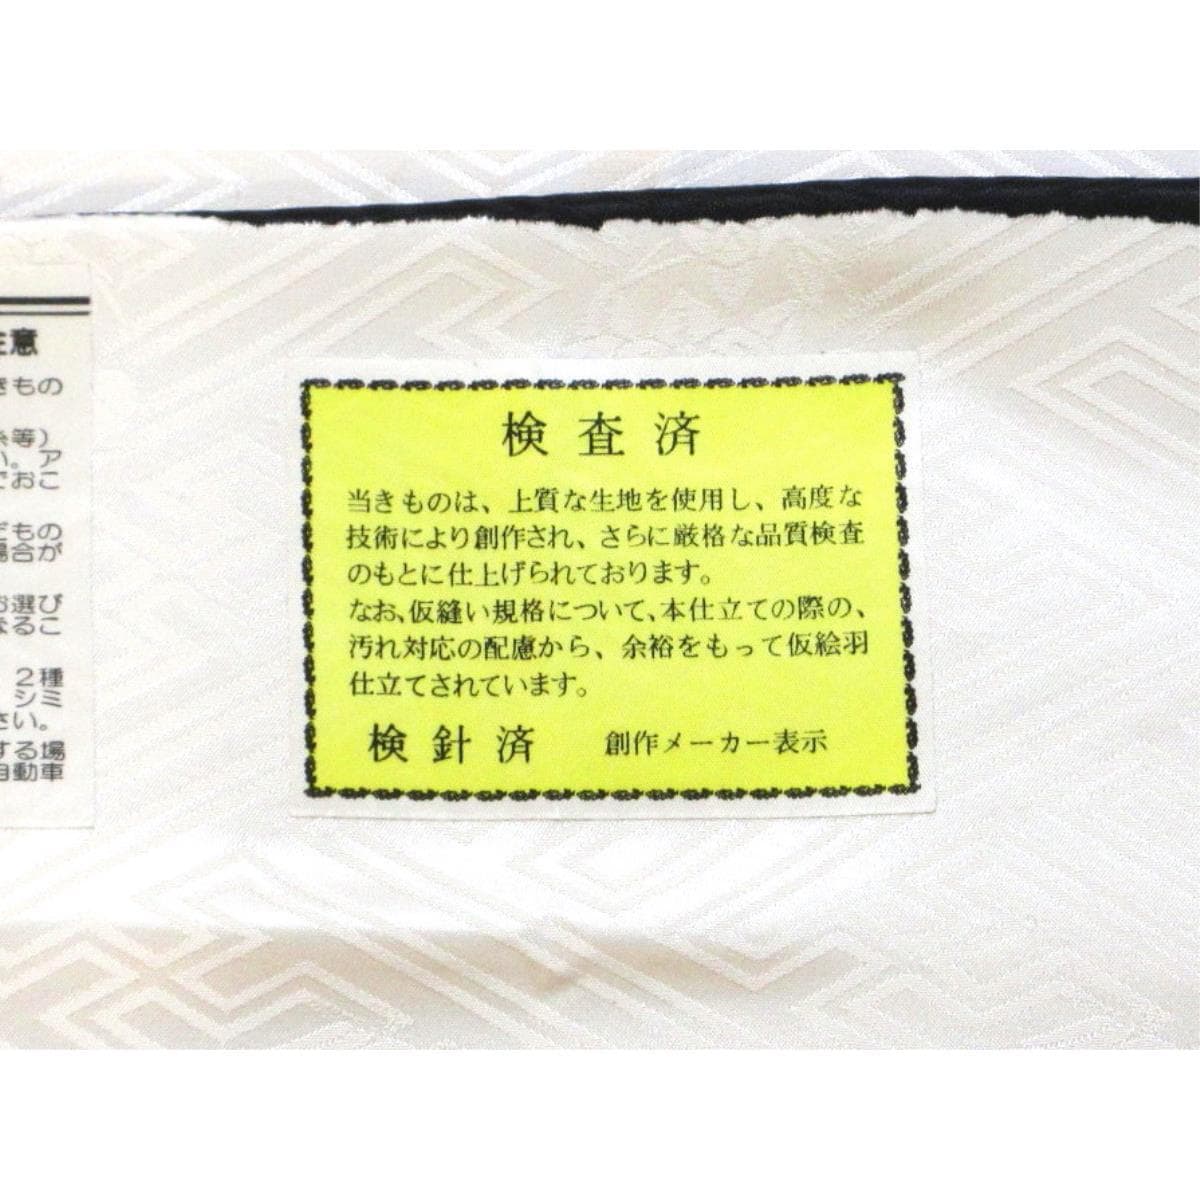 注意
きもの
糸等)
い。ア
でおこ
どもの
場合が
お選び
なるこ
2種
シミ
さい。
する場
自動車
検査済
当きものは、上質な生地を使用し、高度な
技術により創作され、さらに厳格な品質検査
のもとに仕上げられております。
なお、仮縫い規格について、本仕立ての際の、
汚れ対応の配慮から、余裕をもって仮絵羽
仕立てされています。
検針済 創作メーカー表示